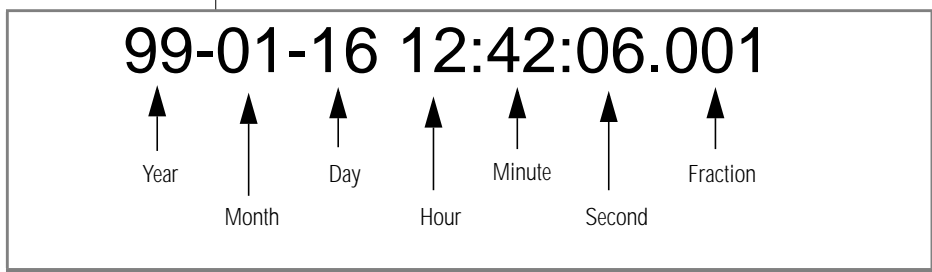 99-01-16 12:42:06.001
Year Day Minute Fraction
Month Hour Second